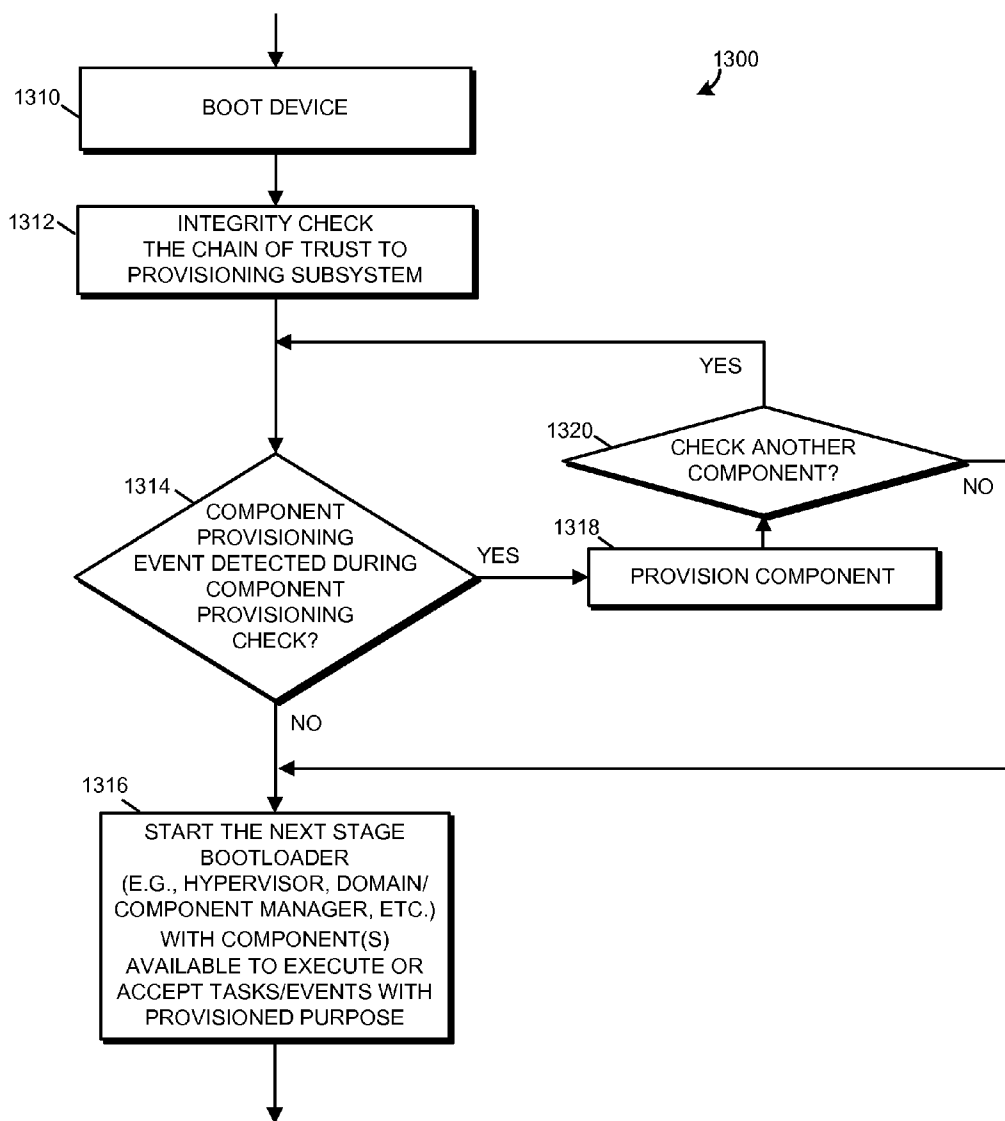 1300
1310
BOOT DEVICE
1312
INTEGRITY CHECK
THE CHAIN OF TRUST TO
PROVISIONING SUBSYSTEM
YES
1320
CHECK ANOTHER
COMPONENT?
NO
1314
COMPONENT
PROVISIONING
EVENT DETECTED DURING
COMPONENT
PROVISIONING
CHECK?
YES
1318
PROVISION COMPONENT
NO
1316
START THE NEXT STAGE
BOOTLOADER
(E.G., HYPERVISOR, DOMAIN/
COMPONENT MANAGER, ETC.)
WITH COMPONENT(S)
AVAILABLE TO EXECUTE OR
ACCEPT TASKS/EVENTS WITH
PROVISIONED PURPOSE